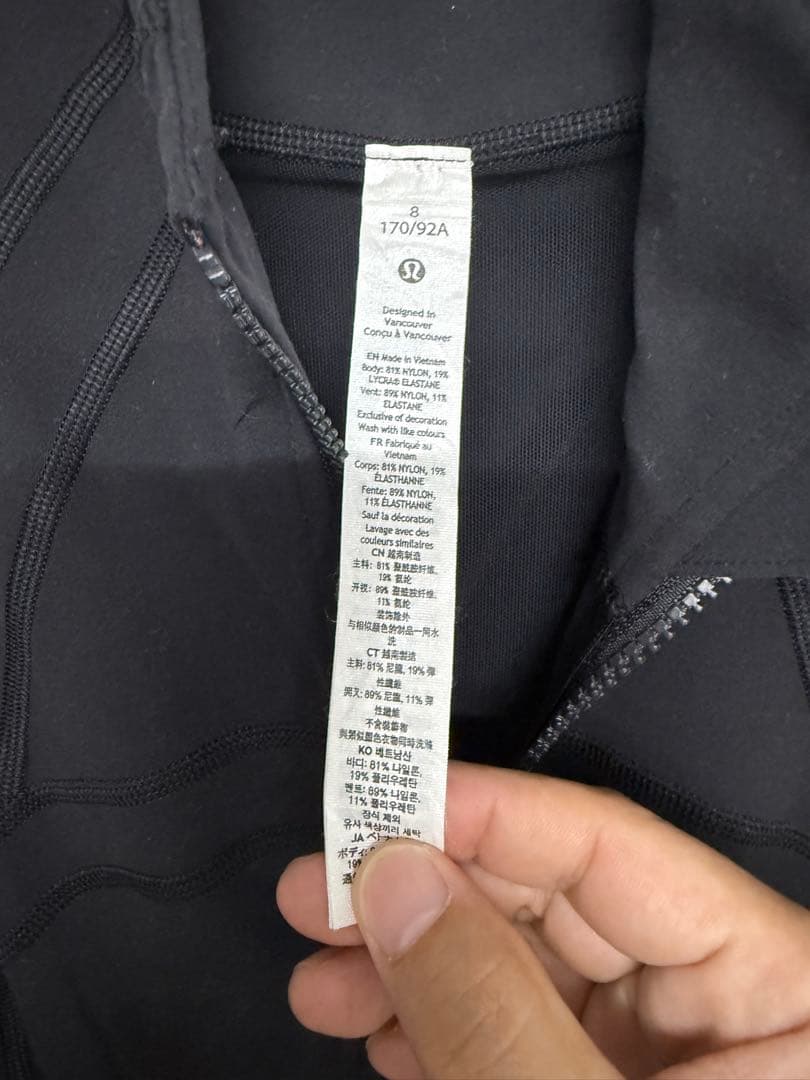 8
170/92A
Designed in
Vancouver
Conçu à Vancouver
EN Made in Vietnam
Body: 81% NYLON, 19%
LYCRA® ELASTANE
Vent: 89% NYLON, 11%
ELASTANE
Exclusive of decoration
Wash with like colours
FR Fabriqué au
Vietnam
Corps: 81% NYLON, 19%
ÉLASTHANNE
Fente: 89% NYLON,
11% ÉLASTHANNE
Sauf la décoration
Lavage avec des
couleurs similaires
CN 越南制造
主料: 81% 聚酰胺纤维,
19% 氨纶
开衩: 89% 聚酰胺纤维,
11% 氨纶
装饰除外
与相似颜色的制品一同水
洗
CT 越南製造
主料: 81% 尼龍, 19% 彈
性纖維
開叉: 89% 尼龍, 11% 彈
性纖維
不含裝飾物
與類似顏色衣物同時洗滌
KO 베트남산
바디: 81% 나일론,
19% 폴리우레탄
벤트: 89% 나일론,
11% 폴리우레탄
장식 제외
유사 색상끼리 세탁
JA
ボディ